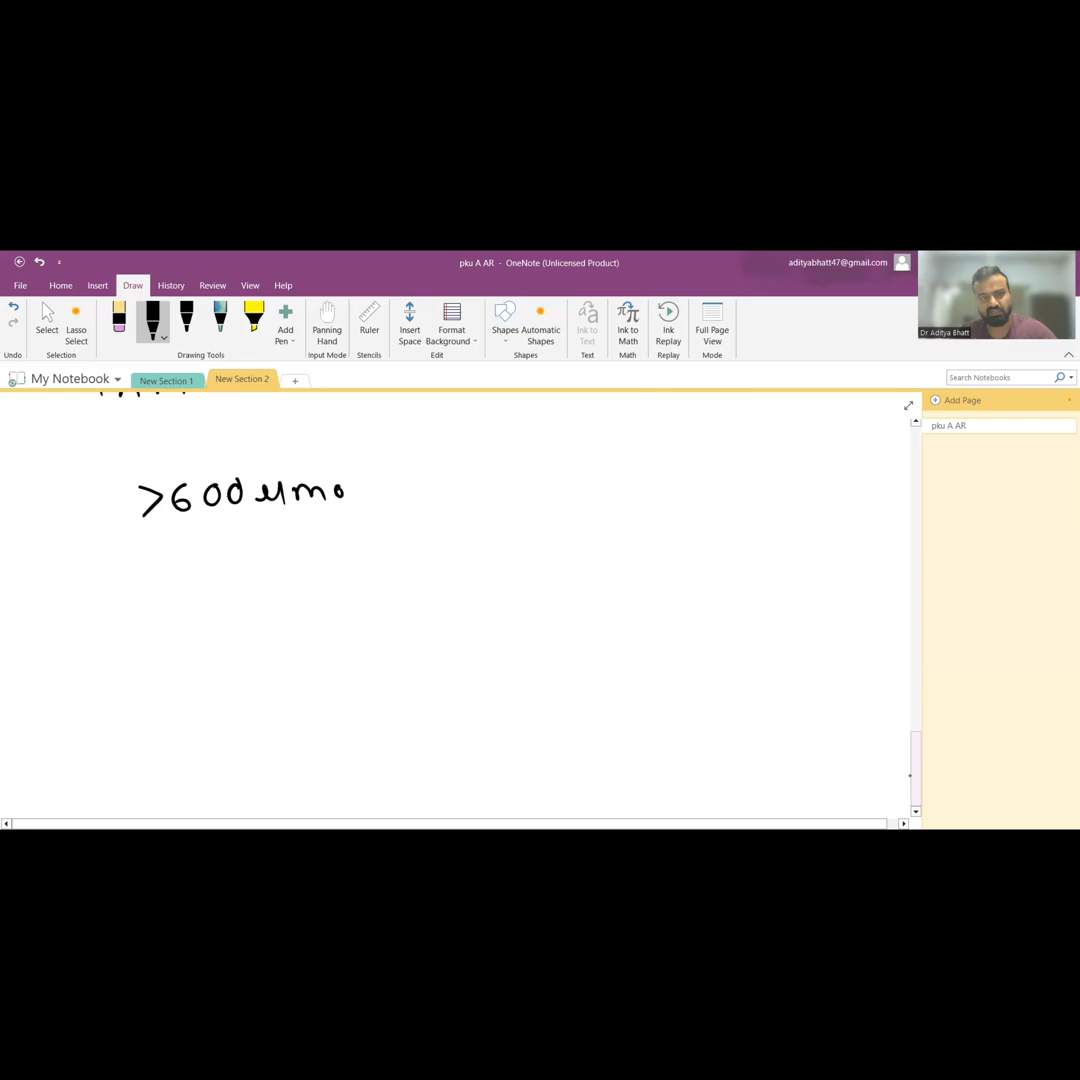 pku A AR - OneNote (Unlicensed Product)
adityabhatt47@gmail.com
File Home Insert Draw History Review View Help
Undo
Select
Lasso Select
Selection
Drawing Tools
Add Pen
Panning Hand
Input Mode
Ruler
Stencils
Insert Space
Format Background
Edit
Shapes
Automatic Shapes
Shapes
Ink to Text
Text
Ink to Math
Math
Ink Replay
Replay
Full Page View
Mode
Dr Aditya Bhatt
My Notebook New Section 1 New Section 2 +
Search Notebooks
Add Page
pku A AR
>600 μmo